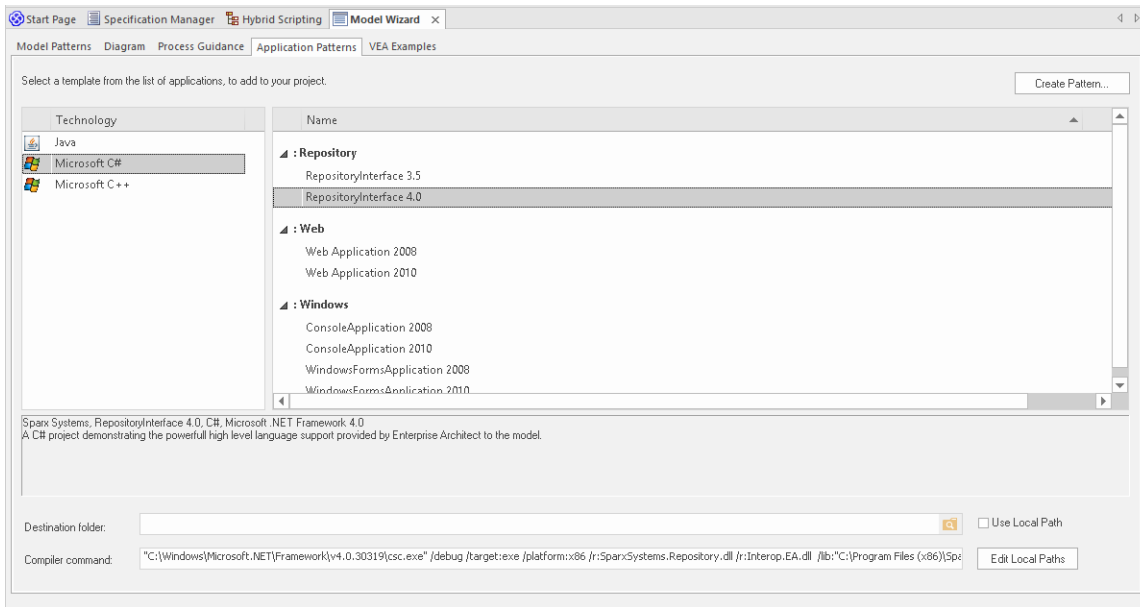 Start Page Specification Manager Hybrid Scripting Model Wizard ×
Model Patterns Diagram Process Guidance Application Patterns VEA Examples
Select a template from the list of applications, to add to your project.
Create Pattern...
Technology
Java
Microsoft C#
Microsoft C++
Name
: Repository
RepositoryInterface 3.5
RepositoryInterface 4.0
: Web
Web Application 2008
Web Application 2010
: Windows
ConsoleApplication 2008
ConsoleApplication 2010
WindowsFormsApplication 2008
WindowsFormsApplication 2010
Sparx Systems, RepositoryInterface 4.0, C#, Microsoft .NET Framework 4.0
A C# project demonstrating the powerfull high level language support provided by Enterprise Architect to the model.
Destination folder:
Use Local Path
Compiler command: "C:\Windows\Microsoft.NET\Framework\v4.0.30319\csc.exe" /debug /target:exe /platform:x86 /r:SparxSystems.Repository.dll /r:Interop.EA.dll /lib:"C:\Program Files (x86)\Spa
Edit Local Paths